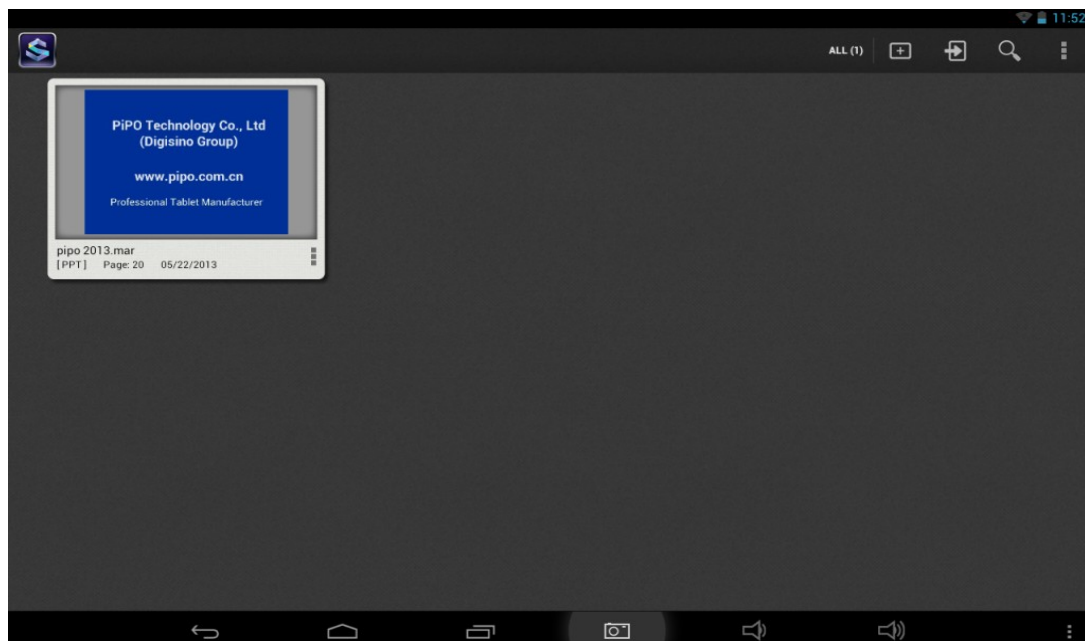 11:52
ALL (1)
PiPO Technology Co., Ltd
(Digisino Group)
www.pipo.com.cn
Professional Tablet Manufacturer
pipo 2013.mar
[PPT] Page: 20 05/22/2013